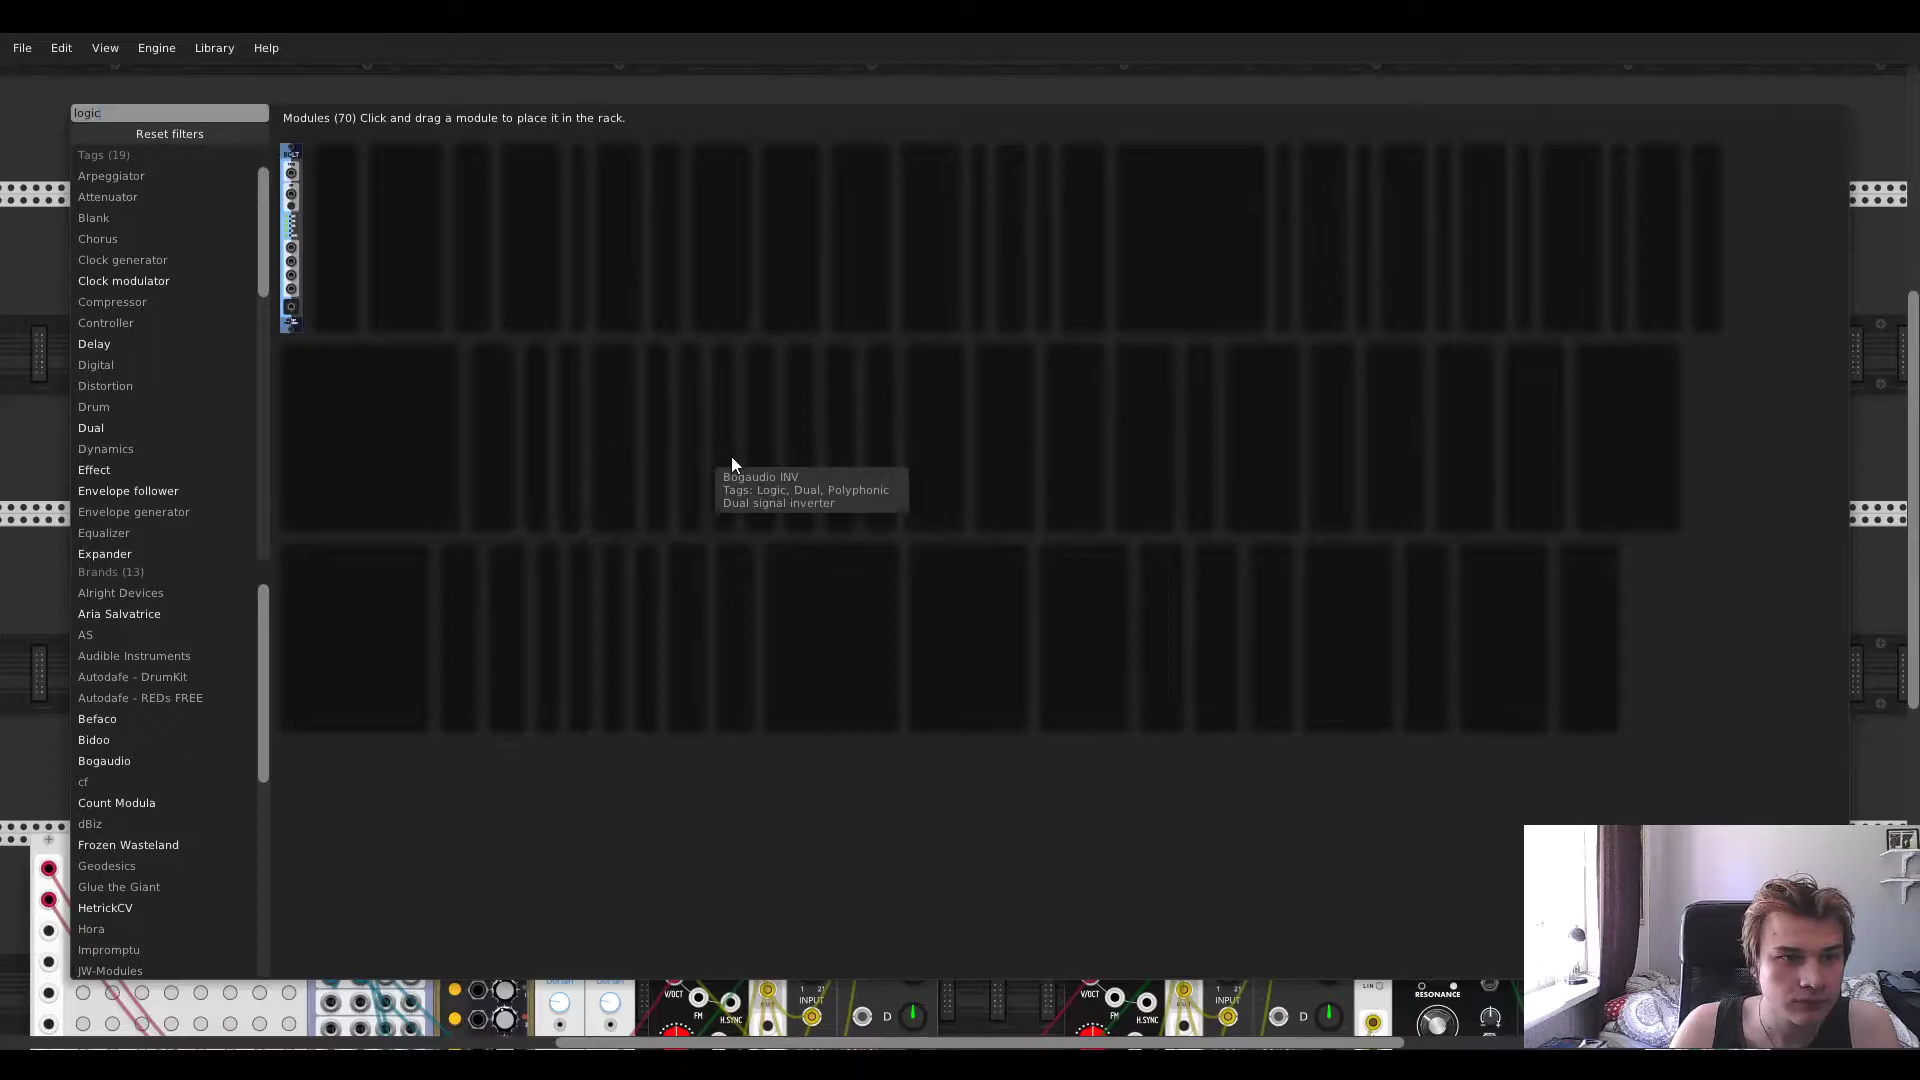 File Edit View Engine Library Help
logic
Reset filters
Modules (70) Click and drag a module to place it in the rack.
Tags (19)
Arpeggiator
Attenuator
Blank
Chorus
Clock generator
Clock modulator
Compressor
Controller
Delay
Digital
Distortion
Drum
Dual
Dynamics
Effect
Envelope follower
Envelope generator
Equalizer
Expander
Bogaudio INV
Tags: Logic, Dual, Polyphonic
Dual signal inverter
Brands (13)
Alright Devices
Aria Salvatrice
AS
Audible Instruments
Autodafe - DrumKit
Autodafe - REDs FREE
Befaco
Bidoo
Bogaudio
cf
Count Modula
dBiz
Frozen Wasteland
Geodesics
Glue the Giant
HetrickCV
Hora
Impromptu
JW-Modules
V/OCT
FM
H.SYNC
OUT
INPUT
D
V/OCT
FM
H.SYNC
OUT
INPUT
D
LIN
RESONANCE